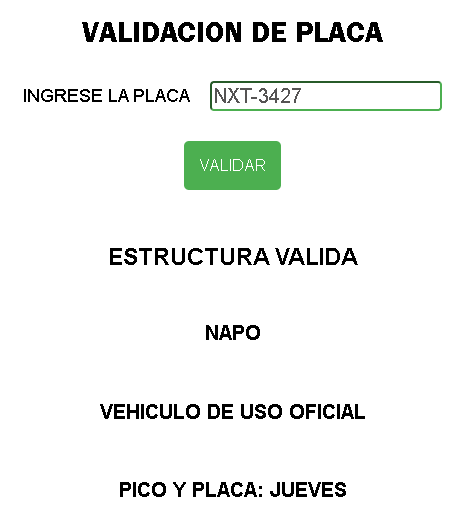 VALIDACION DE PLACA
INGRESE LA PLACA NXT-3427
VALIDAR
ESTRUCTURA VALIDA
NAPO
VEHICULO DE USO OFICIAL
PICO Y PLACA: JUEVES